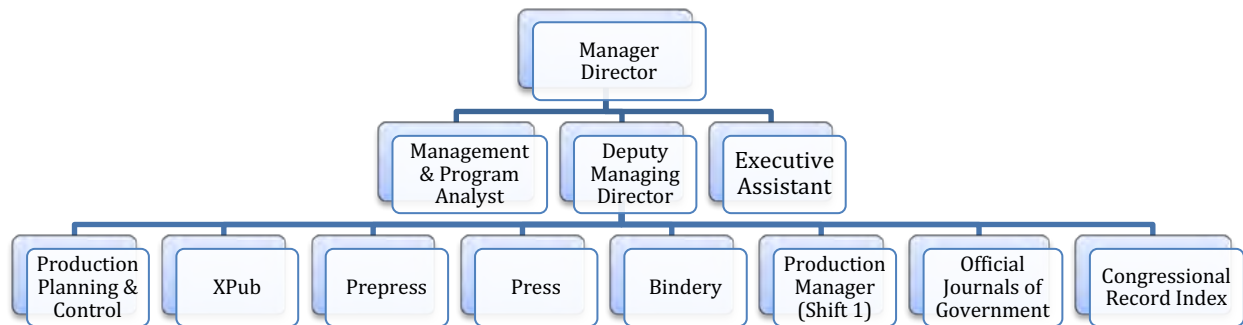 Manager
Director
Management
& Program
Analyst
Deputy
Managing
Director
Executive
Assistant
Production
Planning &
Control
XPub
Prepress
Press
Bindery
Production
Manager
(Shift 1)
Official
Journals of
Government
Congressional
Record Index